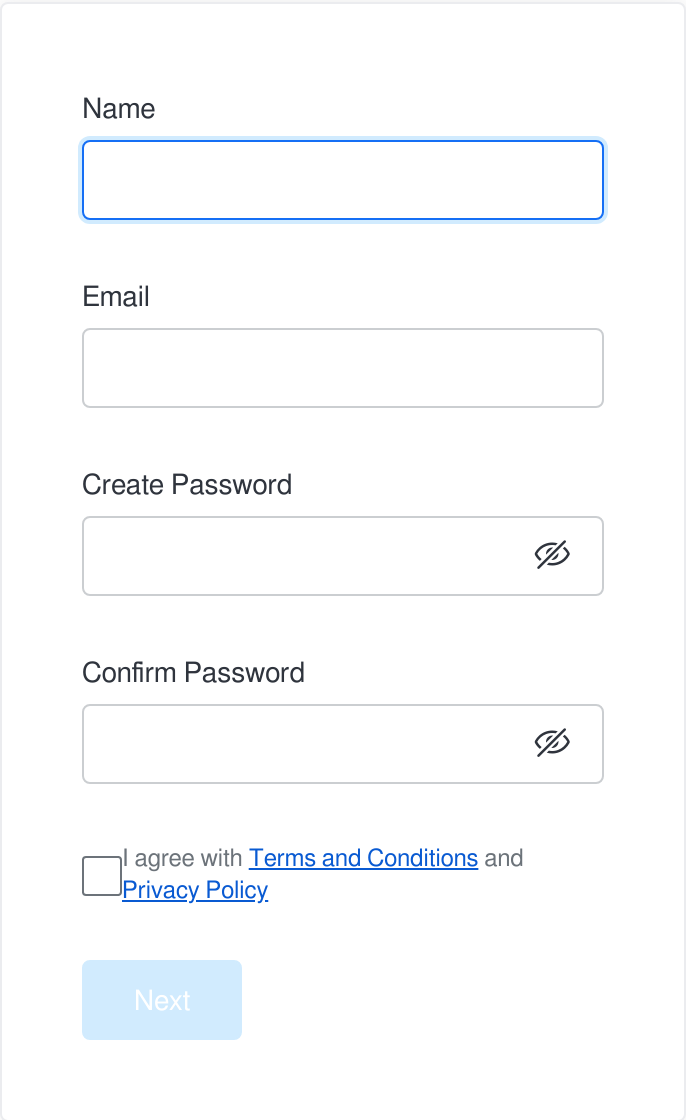 Name
Email
Create Password
Confirm Password
I agree with Terms and Conditions and
Privacy Policy
Next